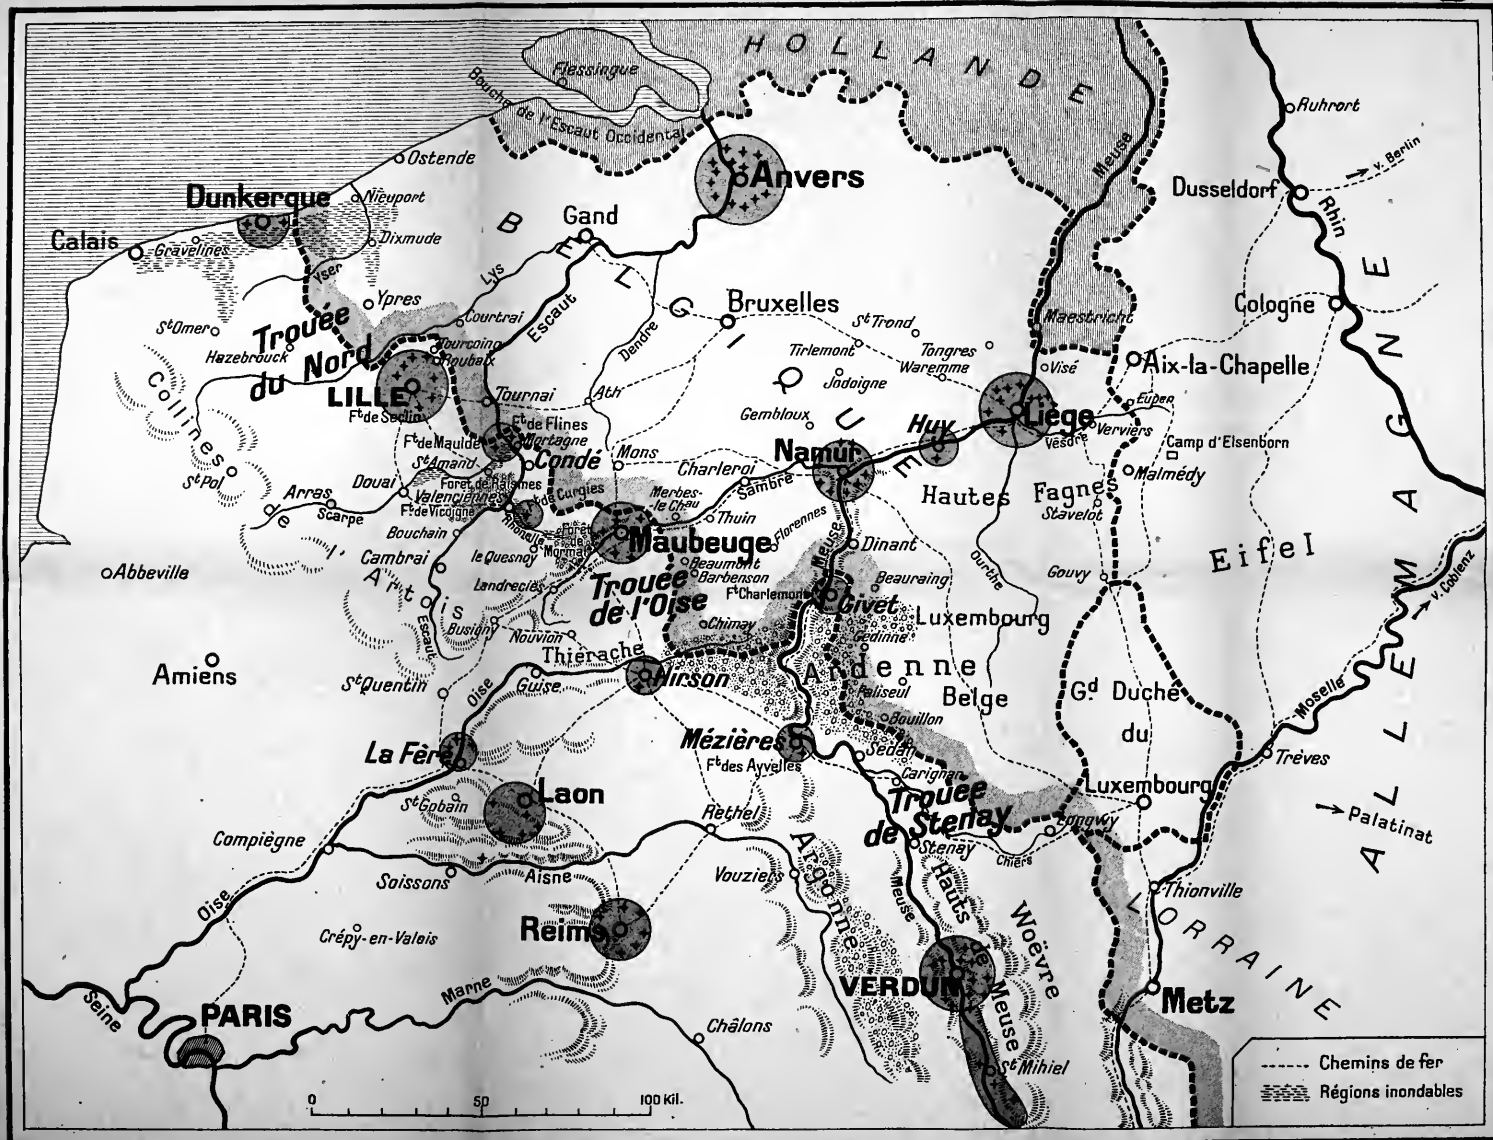 HOLLANDE
Flessingue
Bouche de l'Escaut Occidental
Ruhrort
Ostende
Meuse
v. Berlin
Anvers
Dusseldorf
Rhin
Dunkerque
Nieuport
Gand
Calais
Gravelines
Dixmude
BELGIQUE
Yser
Lys
Escaut
Ypres
Bruxelles
Cologne
ALLEMAGNE
St Omer
Trouée
du Nord
Courtrai
Dendre
St Trond
Maestricht
Hazebrouck
Tourcoing
Roubaix
Tirlemont
Tongres
Waremme
Visé
Aix-la-Chapelle
Collines de l'Artois
LILLE
Ft de Seclin
Tournai
Ath
Jodoigne
Gembloux
Huy
Liège
Eupen
Vesdre
Verviers
Camp d'Elsenborn
Ft de Flines
Ft de Maulde
Mortagne
St Amand
Condé
Mons
Charleroi
Namur
Malmédy
St Pol
Douai
Forêt de Raismes
Valenciennes
Ft de Curgies
Ft de Vicoigne
Merbes-
le Chau
Sambre
Hautes Fagnes
Stavelot
Arras
Scarpe
Thuin
Florennes
Bouchain
Rhonelle
Forêt
de
Mormal
Maubeuge
Meuse
Dinant
Ourthe
Eifel
Cambrai
le Quesnoy
Beaumont
Barbenson
Gouvy
v. Coblenz
Abbeville
Landrecies
Trouée
de l'Oise
Ft Charlemont
Givet
Beauraing
Escaut
Busigny
Nouvion
Chimay
Gedinne
Luxembourg
Thiérache
Amiens
St Quentin
Oise
Guise
Hirson
Ardenne
Belge
Paliseul
Bouillon
Gd Duché
du
Luxembourg
Moselle
Trèves
La Fère
Mézières
Ft des Ayvelles
Sedan
Carignan
Laon
St Gobain
Trouée
de Stenay
Longwy
Palatinat
Rethel
Compiègne
Stenay
Chiers
Soissons
Aisne
Vouziers
Argonne
Meuse
Hauts de Meuse
Woëvre
Thionville
LORRAINE
Oise
Crépy-en-Valois
Reims
VERDUN
Metz
Seine
PARIS
Marne
Châlons
St Mihiel
0 50 100 Kil.
Chemins de fer
Régions inondables